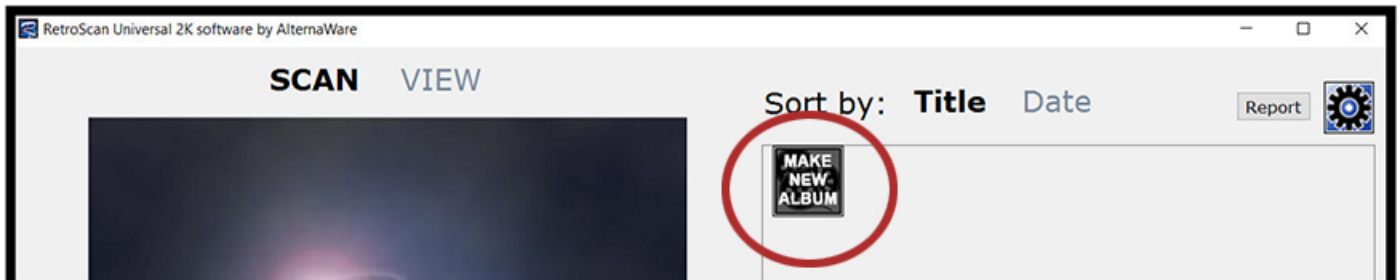 RetroScan Universal 2K software by AlternaWare
SCAN VIEW
Sort by: Title Date
Report
MAKE
NEW
ALBUM